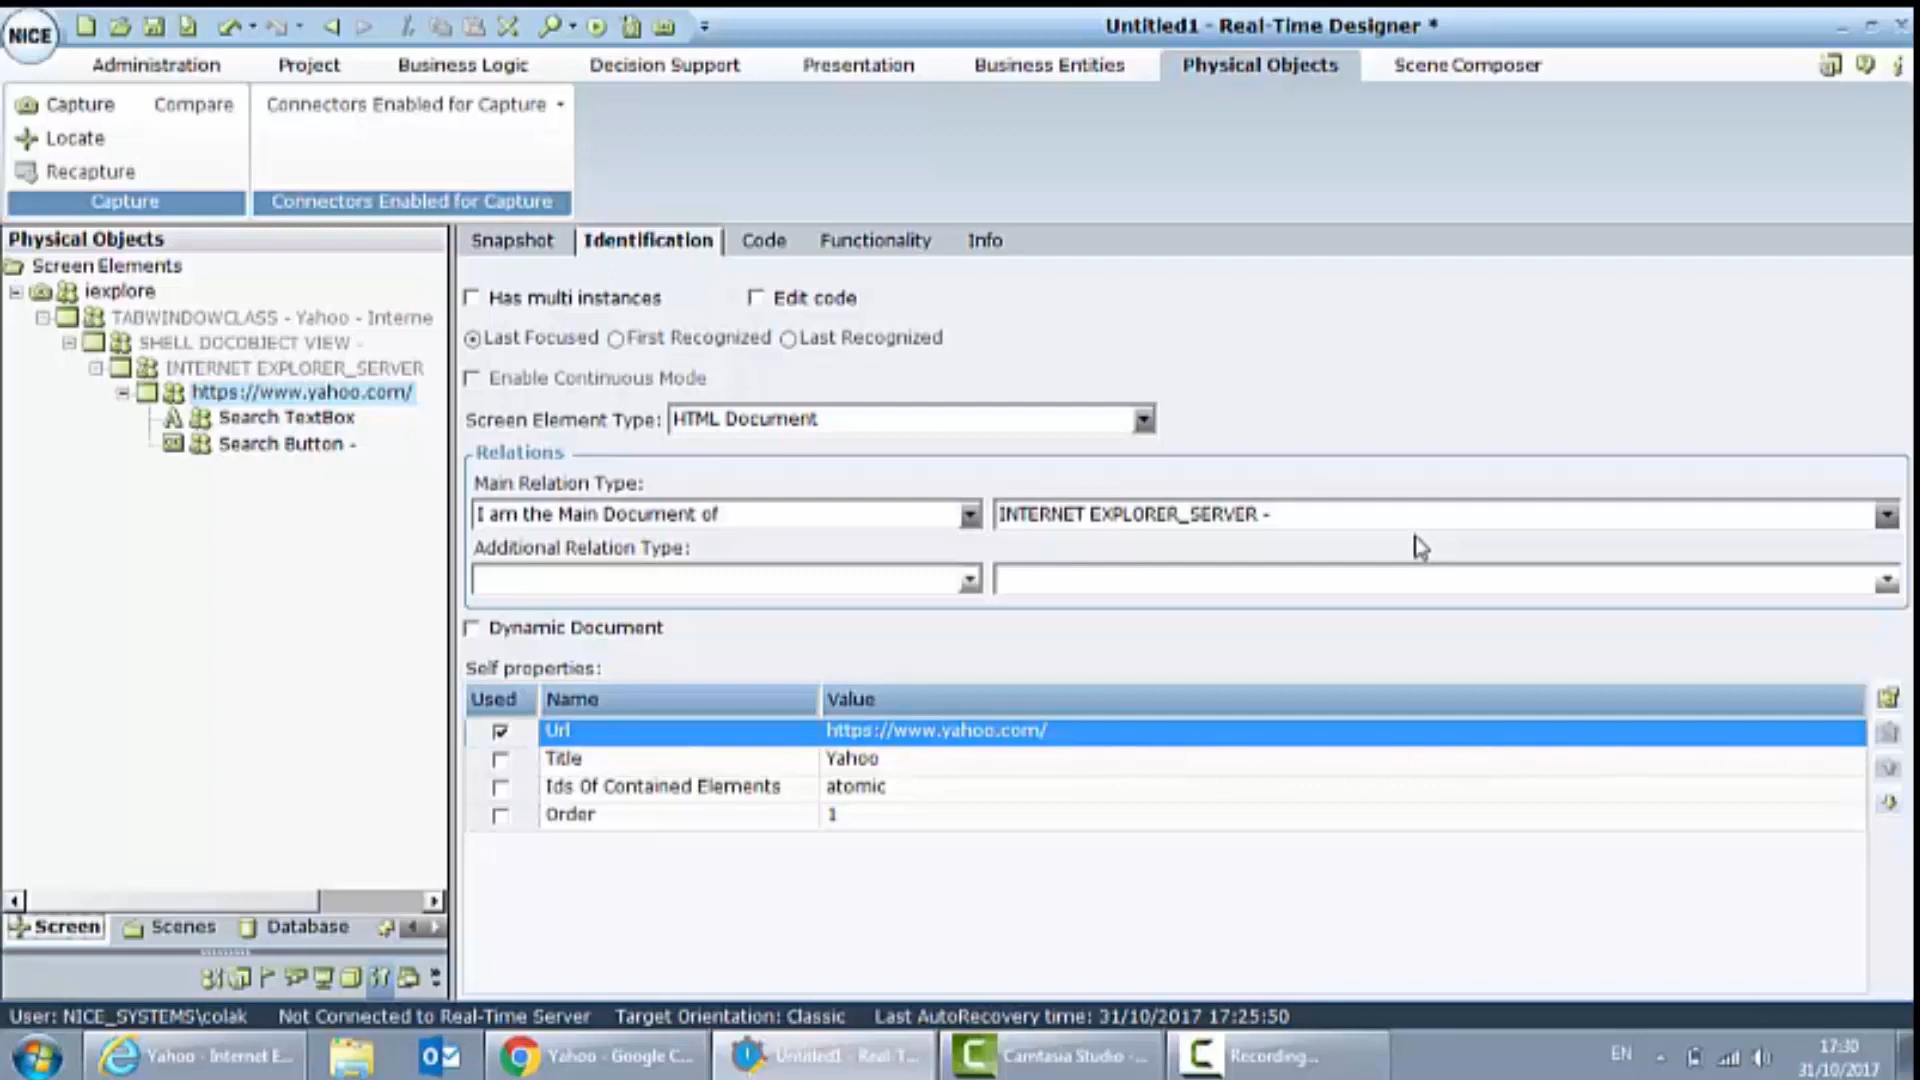 NICE
Untitled1 - Real-Time Designer *
Administration Project Business Logic Decision Support Presentation Business Entities Physical Objects Scene Composer
Capture Compare Connectors Enabled for Capture
Locate
Recapture
Capture Connectors Enabled for Capture
Physical Objects
Screen Elements
iexplore
TABWINDOWCLASS - Yahoo - Interne
SHELL DOCOBJECT VIEW -
INTERNET EXPLORER_SERVER
https://www.yahoo.com/
Search TextBox
Search Button -
Snapshot Identification Code Functionality Info
Has multi instances Edit code
Last Focused First Recognized Last Recognized
Enable Continuous Mode
Screen Element Type: HTML Document
Relations
Main Relation Type:
I am the Main Document of INTERNET EXPLORER_SERVER -
Additional Relation Type:
Dynamic Document
Self properties:
Used Name Value
Url https://www.yahoo.com/
Title Yahoo
Ids Of Contained Elements atomic
Order 1
Screen Scenes Database
User: NICE_SYSTEMS\colak Not Connected to Real-Time Server Target Orientation: Classic Last AutoRecovery time: 31/10/2017 17:25:50
Yahoo - Internet E... Yahoo - Google C... Untitled1 - Real-T... Camtasia Studio -... Recording... EN 17:30
31/10/2017